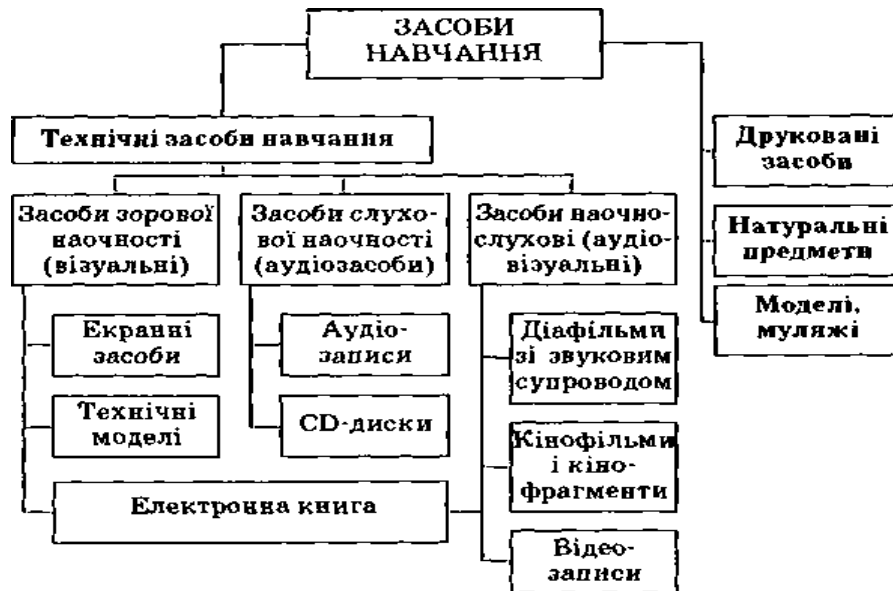 ЗАСОБИ
НАВЧАННЯ
Технічні засоби навчання
Друковані
засоби
Натуральні
предмети
Моделі,
муляжі
Засоби зорової
наочності
(візуальні)
Засоби слухо-
вої наочності
(аудіозасоби)
Засоби наочно-
слухові (аудіо-
візуальні)
Екранні
засоби
Технічні
моделі
Аудіо-
записи
CD-диски
Діафільми
зі звуковим
супроводом
Кінофільми
і кіно-
фрагменти
Електронна книга
Відео-
записи